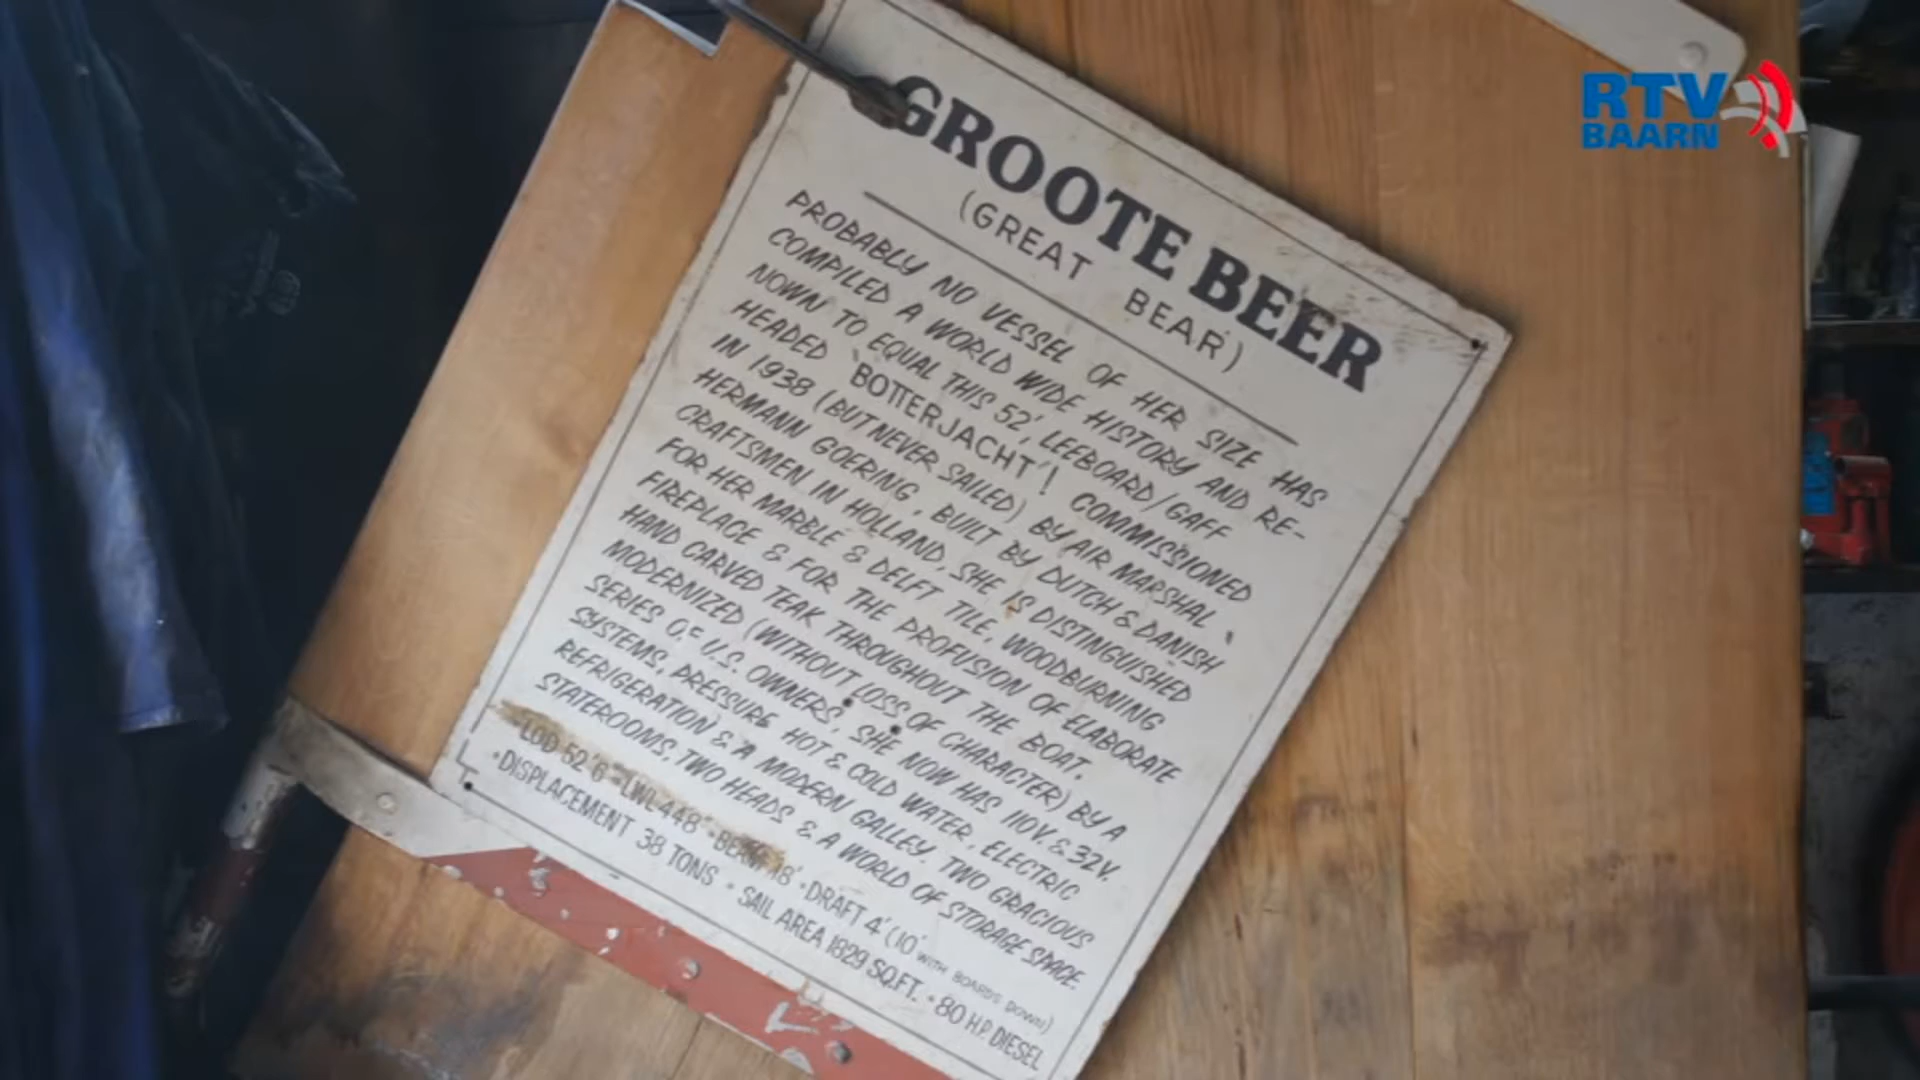 GROOTE BEER
(GREAT BEAR)
PROBABLY NO VESSEL OF HER SIZE HAS
COMPILED A WORLD WIDE HISTORY AND RE-
NOWN TO EQUAL THIS 52', LEEBOARD/GAFF
HEADED 'BOTTERJACHT'! COMMISSIONED
IN 1938 (BUT NEVER SAILED) BY AIR MARSHAL
HERMANN GOERING, BUILT BY DUTCH & DANISH
CRAFTSMEN IN HOLLAND, SHE IS DISTINGUISHED
FOR HER MARBLE & DELFT TILE, WOODBURNING
FIREPLACE & FOR THE PROFUSION OF ELABORATE
HAND CARVED TEAK THROUGHOUT THE BOAT.
MODERNIZED (WITHOUT LOSS OF CHARACTER) BY A
SERIES OF U.S. OWNERS, SHE NOW HAS 110V. & 32V.
SYSTEMS, PRESSURE HOT & COLD WATER, ELECTRIC
REFRIGERATION & A MODERN GALLEY. TWO GRACIOUS
STATEROOMS, TWO HEADS & A WORLD OF STORAGE SPACE.
LOD 52'6" - LWL 448" • BEAM 18' • DRAFT 4' (10' WITH BOARDS DOWN)
• DISPLACEMENT 38 TONS • SAIL AREA 1829 SQ.FT. • 80 H.P. DIESEL
RTV
BAARN